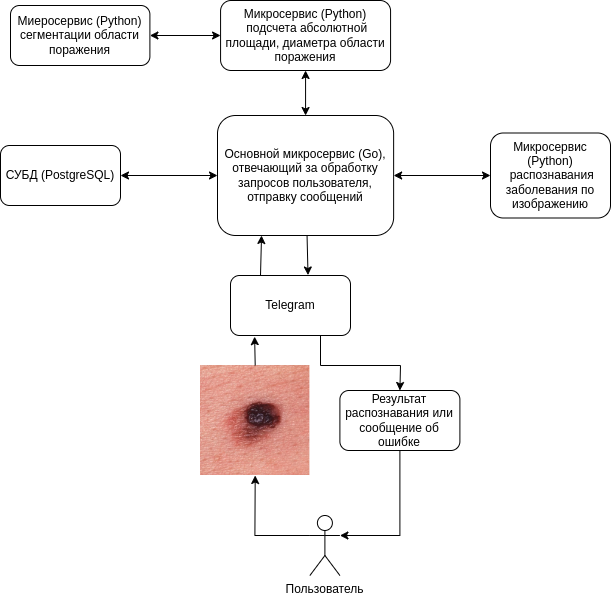 Миеросервис (Python)
сегментации области
поражения
Микросервис (Python)
подсчета абсолютной
площади, диаметра области
поражения
Основной микросервис (Go),
отвечающий за обработку
запросов пользователя,
отправку сообщений
СУБД (PostgreSQL)
Микросервис
(Python)
распознавания
заболевания по
изображению
Telegram
Результат
распознавания или
сообщение об
ошибке
Пользователь